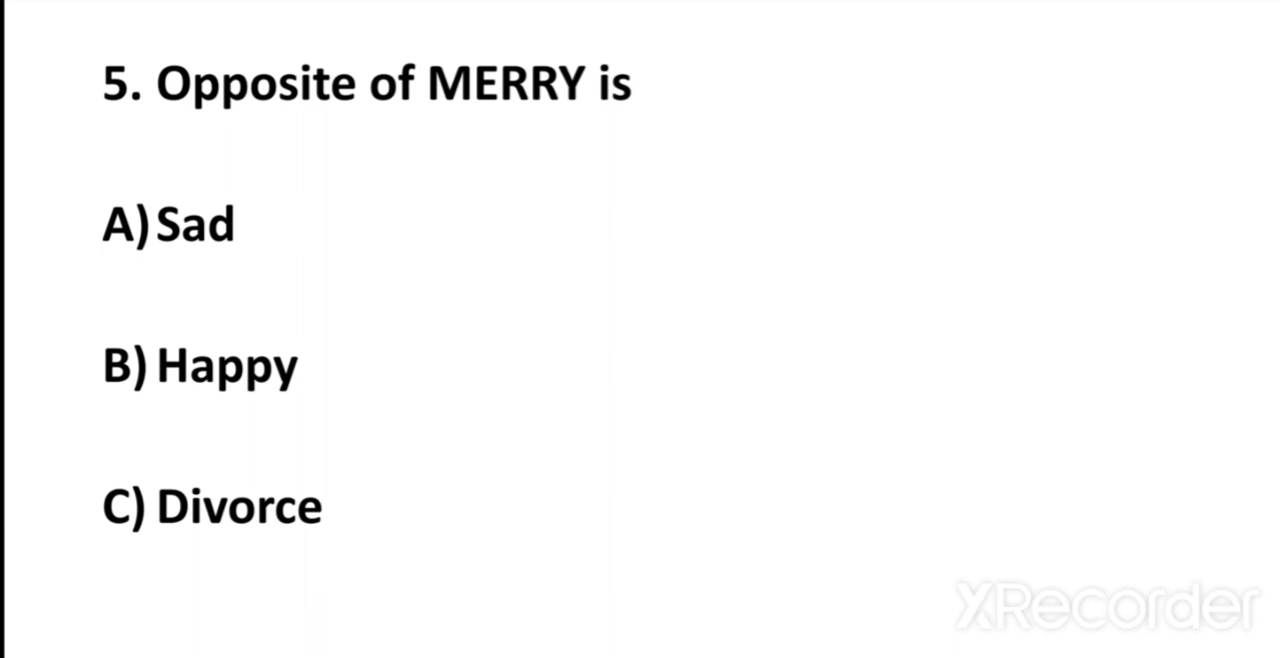 5. Opposite of MERRY is
A) Sad
B) Happy
C) Divorce
XRecorder